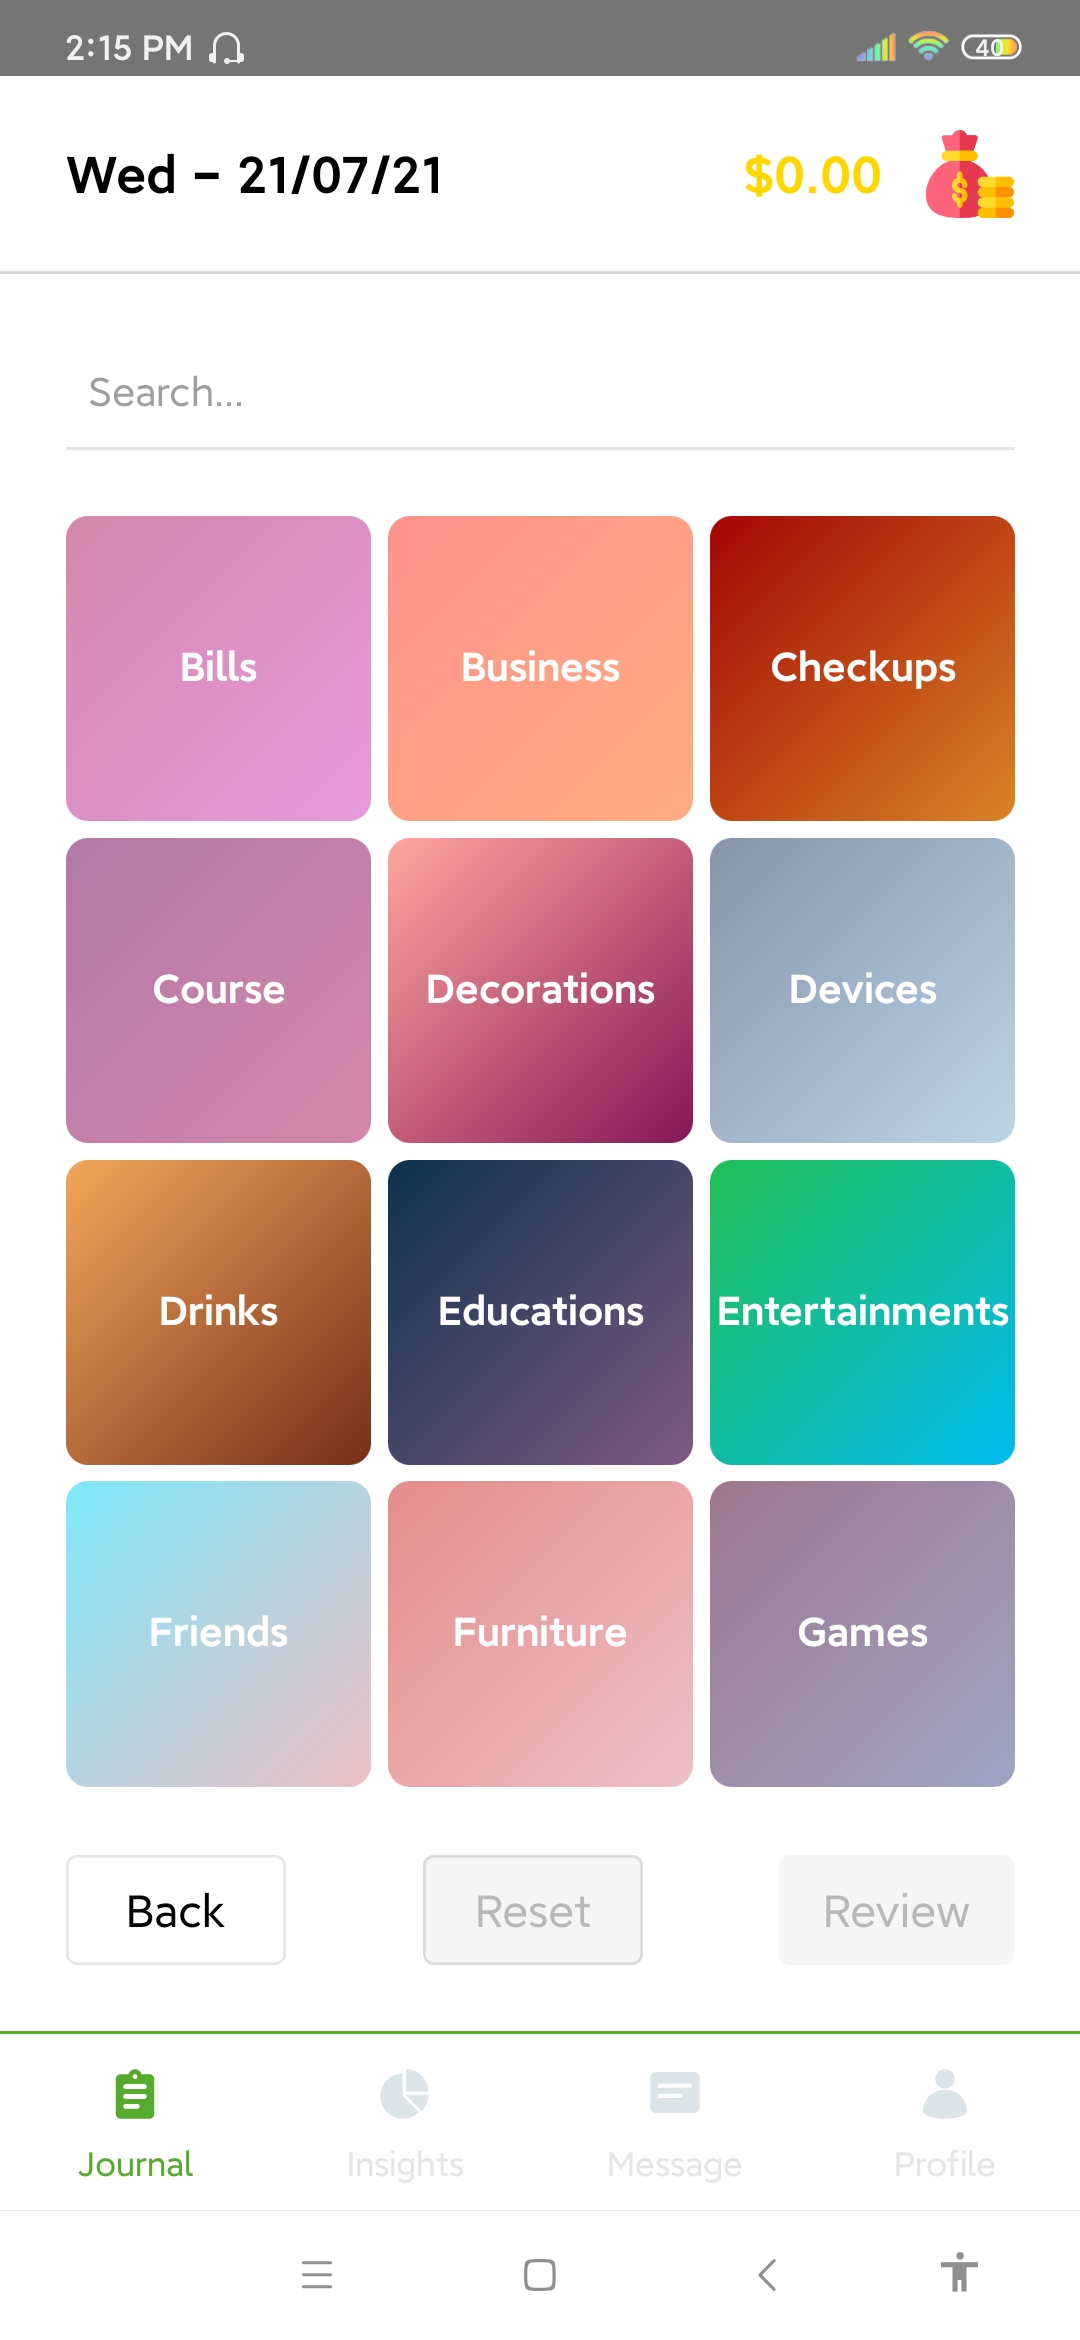 2:15 PM 40
Wed - 21/07/21 $0.00
Search...
Bills Business Checkups
Course Decorations Devices
Drinks Educations Entertainments
Friends Furniture Games
Back Reset Review
Journal Insights Message Profile